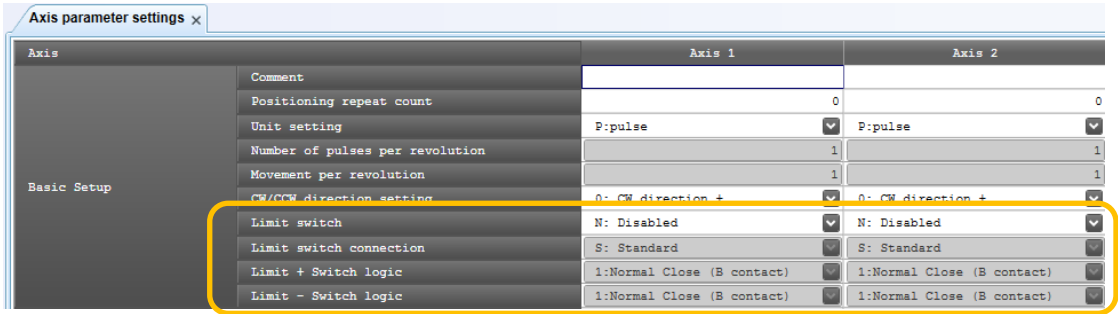 Axis parameter settings ×
Axis Axis 1 Axis 2
Basic Setup
Comment
Positioning repeat count 0 0
Unit setting P:pulse P:pulse
Number of pulses per revolution 1 1
Movement per revolution 1 1
CW/CCW direction setting 0: CW direction + 0: CW direction +
Limit switch N: Disabled N: Disabled
Limit switch connection S: Standard S: Standard
Limit + Switch logic 1:Normal Close (B contact) 1:Normal Close (B contact)
Limit - Switch logic 1:Normal Close (B contact) 1:Normal Close (B contact)